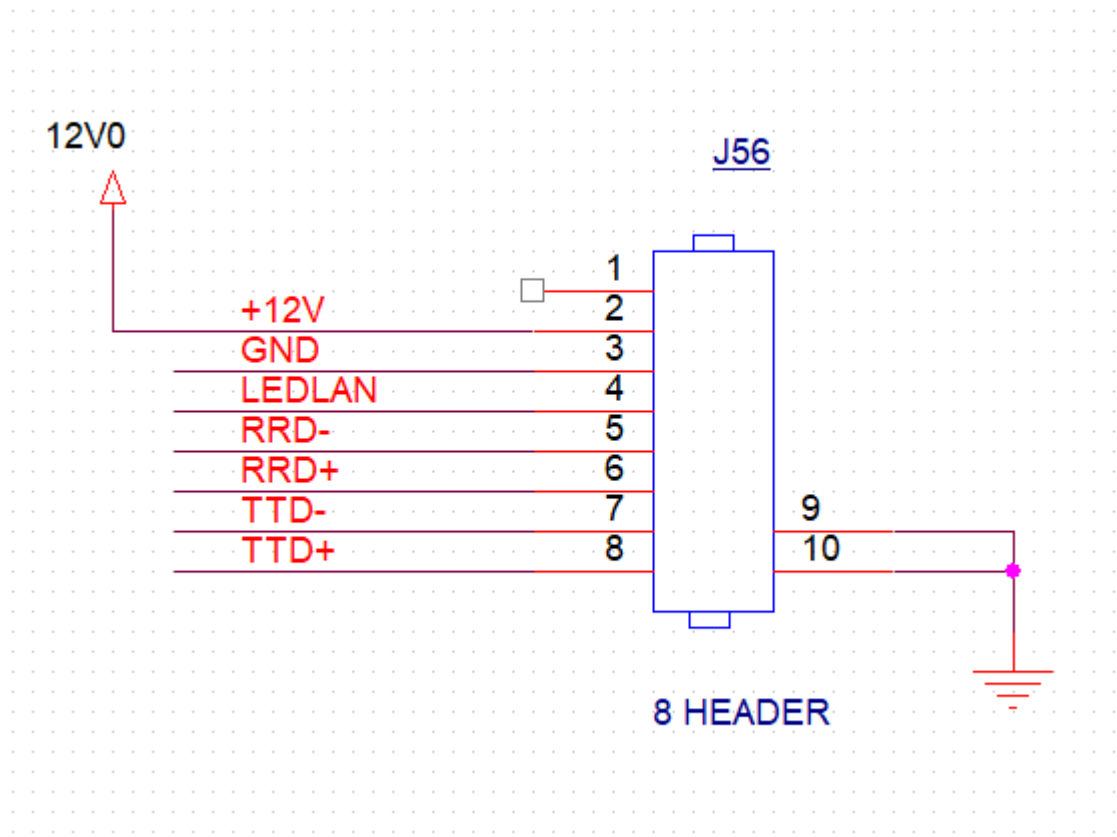 12V0
J56
1
+12V
2
GND
3
LEDLAN
4
RRD-
5
RRD+
6
TTD-
7
9
TTD+
8
10
8 HEADER